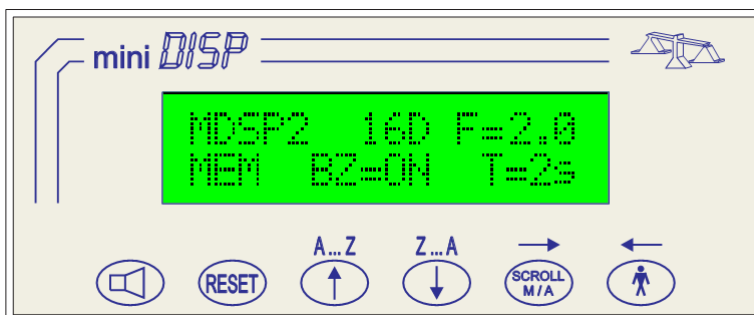 mini DISP
MDSP2 16D F=2.0
MEM BZ=ON T=2s
A...Z Z...A
RESET SCROLL
M/A